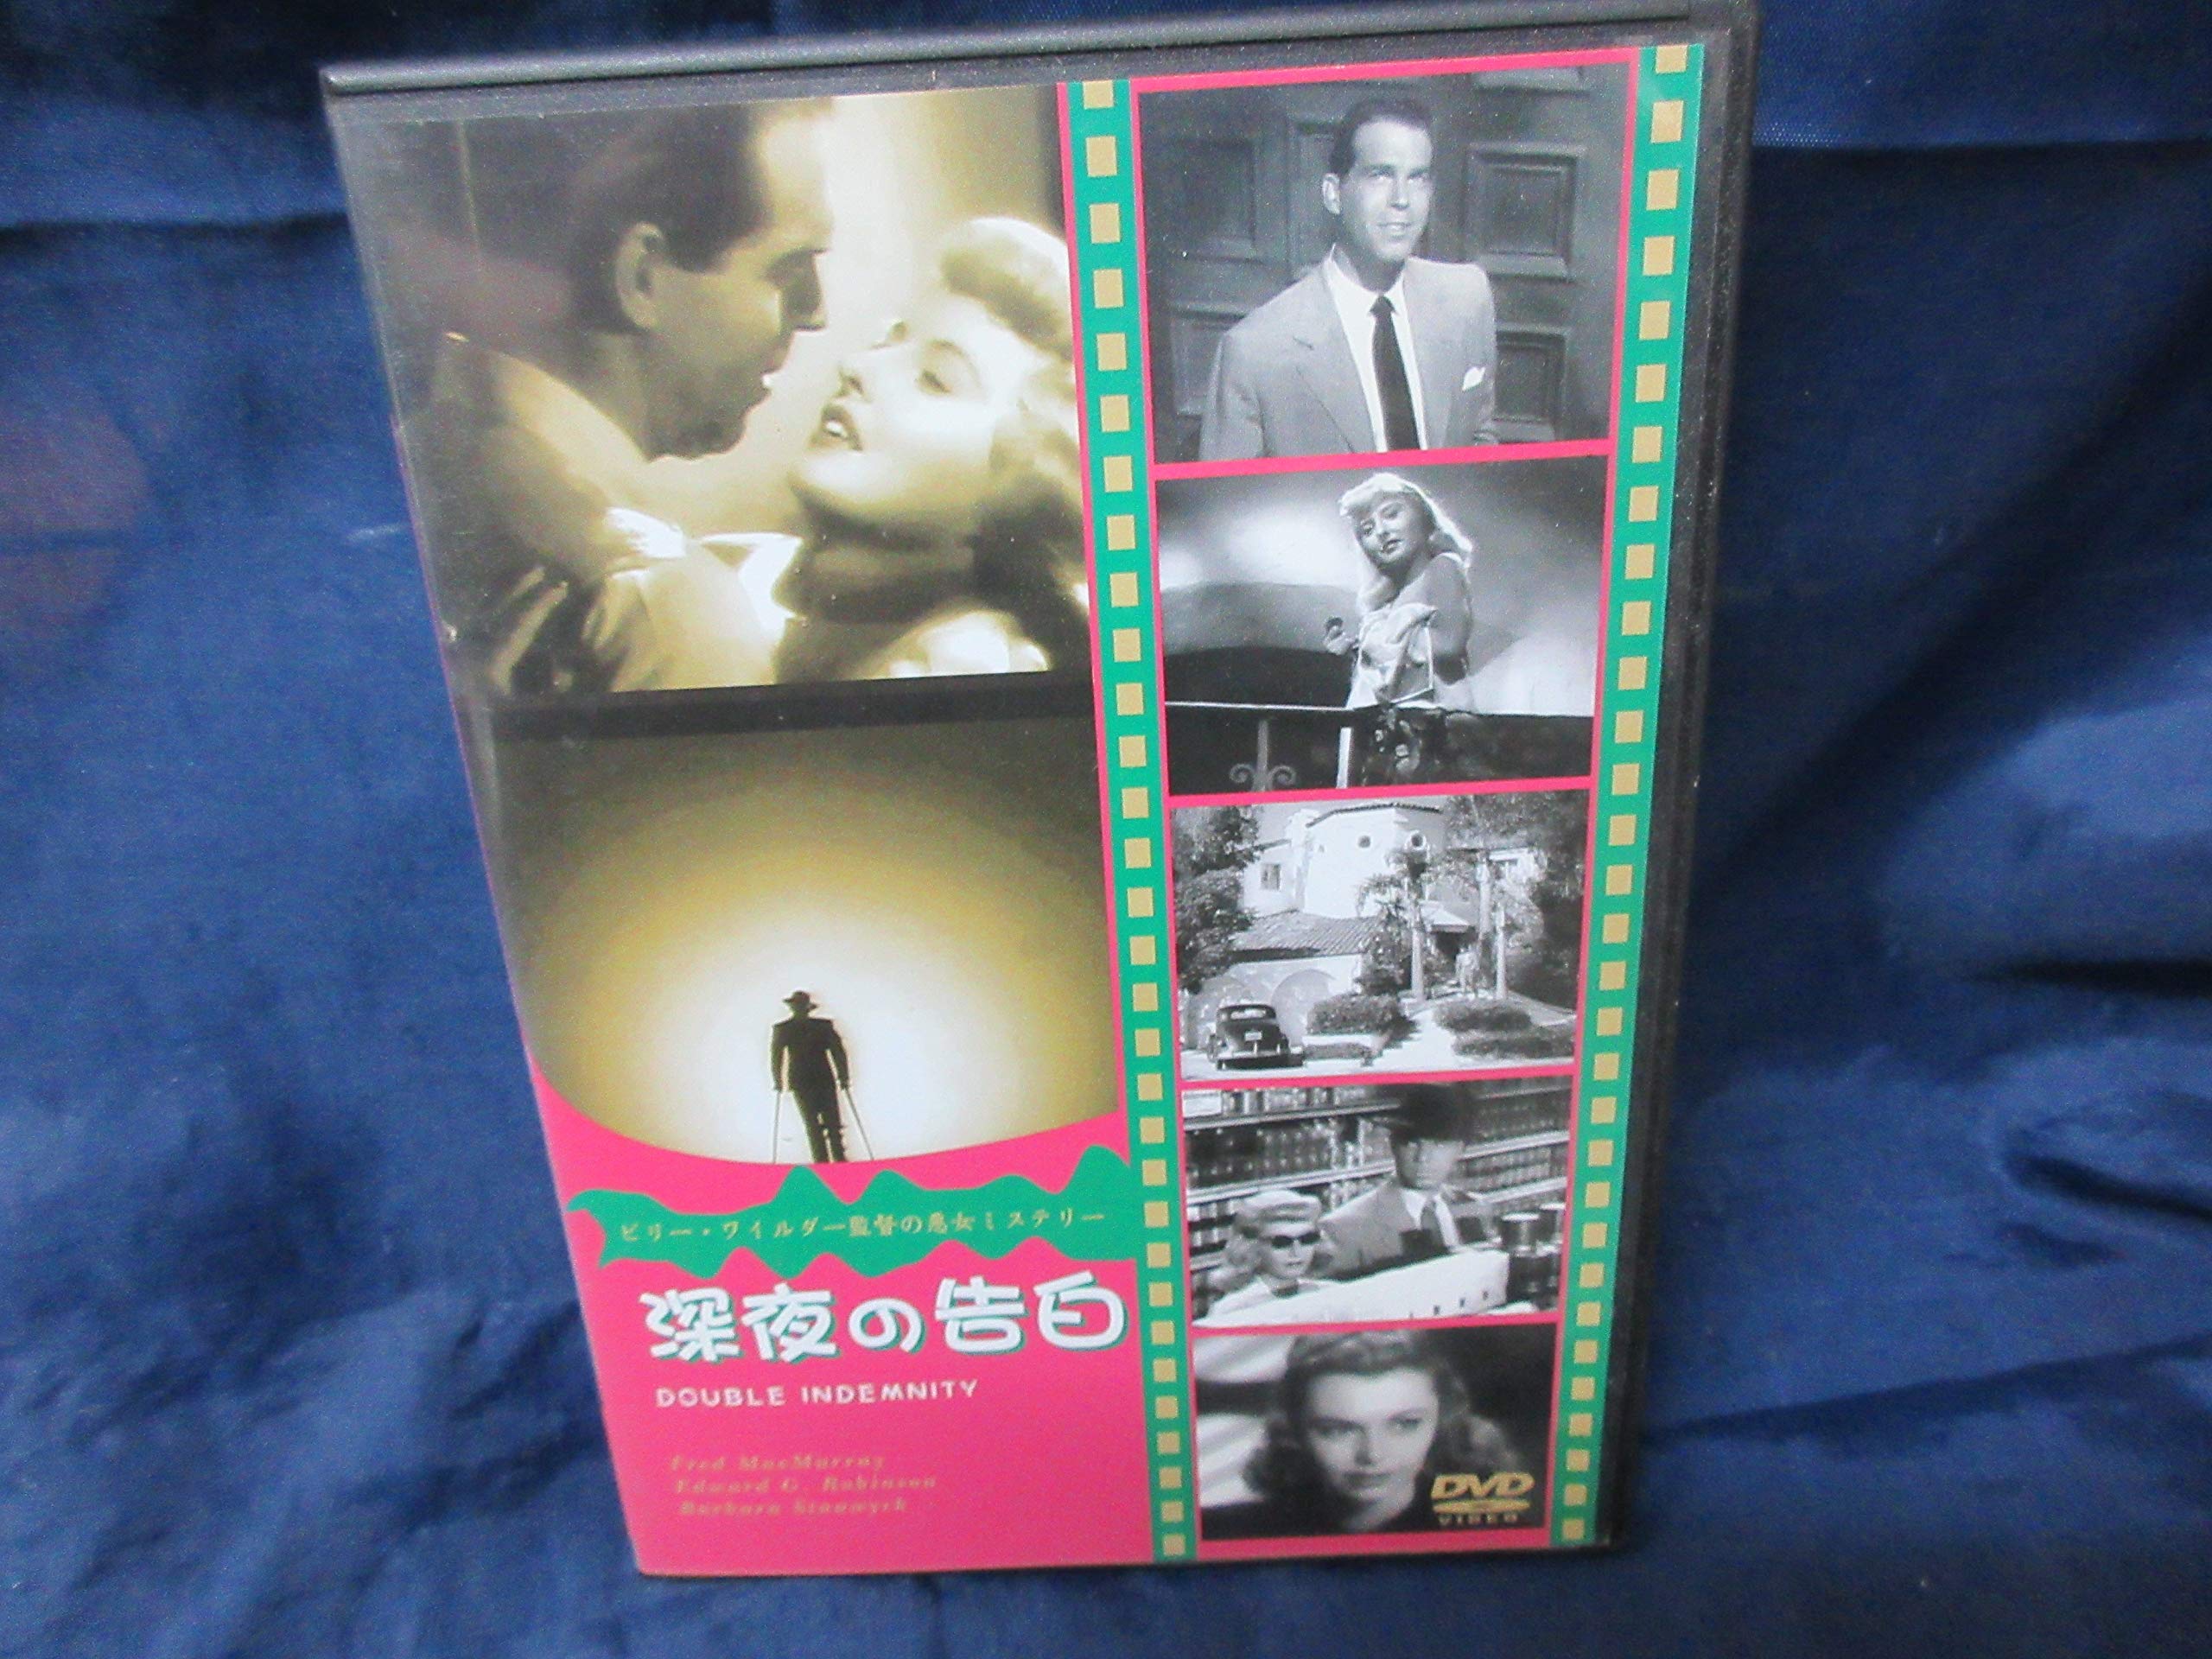 ビリー・ワイルダー監督の悪女ミステリー
深夜の告白
DOUBLE INDEMNITY
Fred MacMurray
Edward G. Robinson
Barbara Stanwyck
DVD
VIDEO